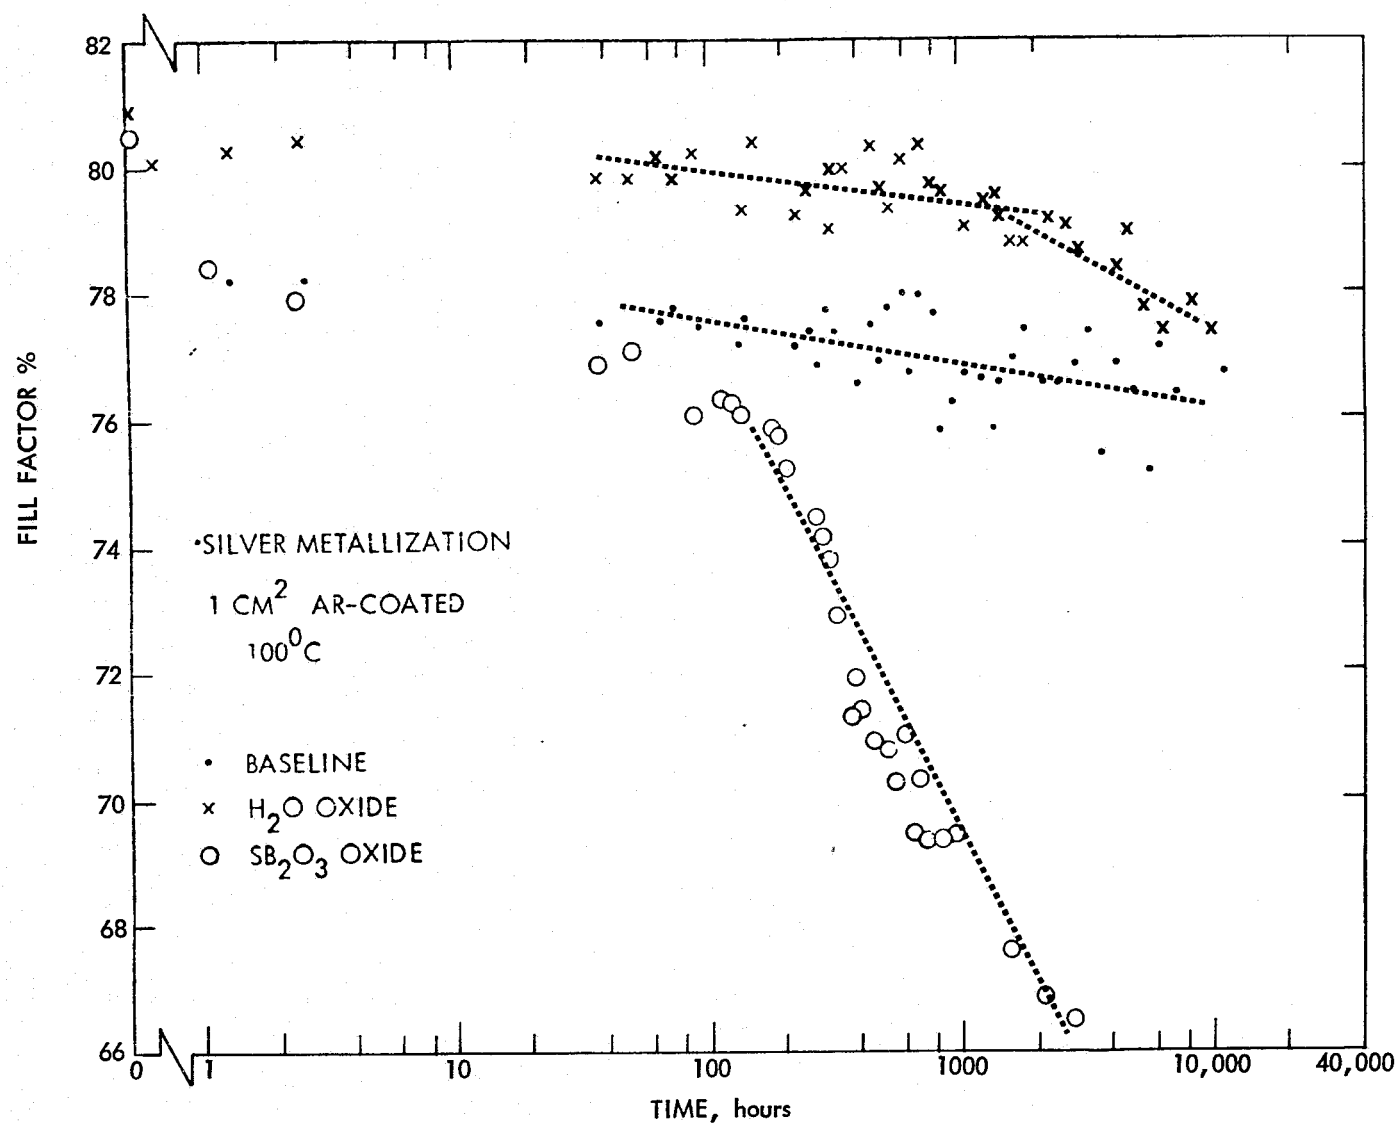 82
80
78
76
74
72
70
68
66
FILL FACTOR %
•SILVER METALLIZATION
1 CM² AR-COATED
100⁰C
• BASELINE
x H₂O OXIDE
O SB₂O₃ OXIDE
0 1 10 100 1000 10,000 40,000
TIME, hours